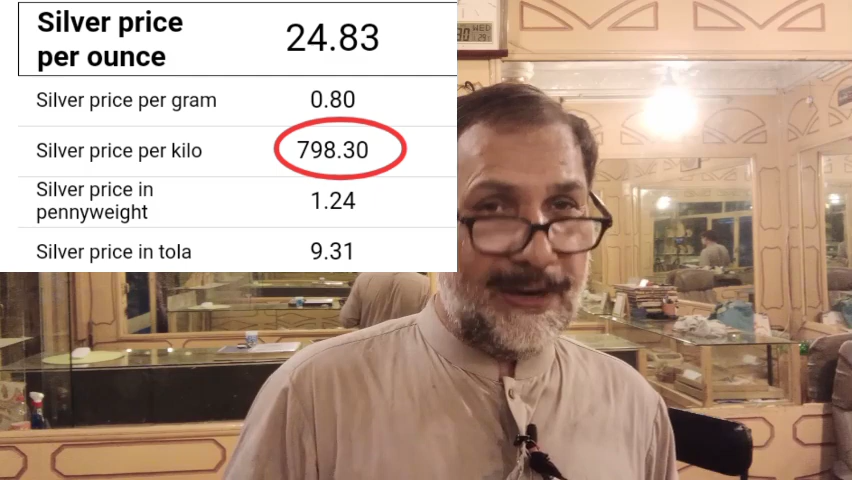 Silver price
per ounce
24.83
Silver price per gram
0.80
Silver price per kilo
798.30
Silver price in
pennyweight
1.24
Silver price in tola
9.31
WED